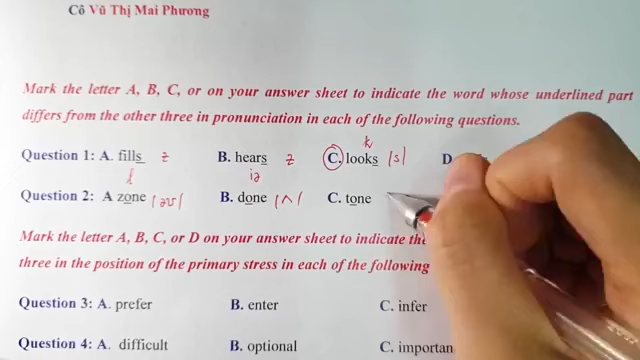 Cô Vũ Thị Mai Phương
Mark the letter A, B, C, or on your answer sheet to indicate the word whose underlined part
differs from the other three in pronunciation in each of the following questions.
k
Question 1: A. fills z B. hears z C. looks |s| D
l iə
Question 2: A zone |əʊ| B. done |ʌ| C. tone
Mark the letter A, B, C, or D on your answer sheet to indicate the
three in the position of the primary stress in each of the following
Question 3: A. prefer B. enter C. infer
Question 4: A. difficult B. optional C. importan